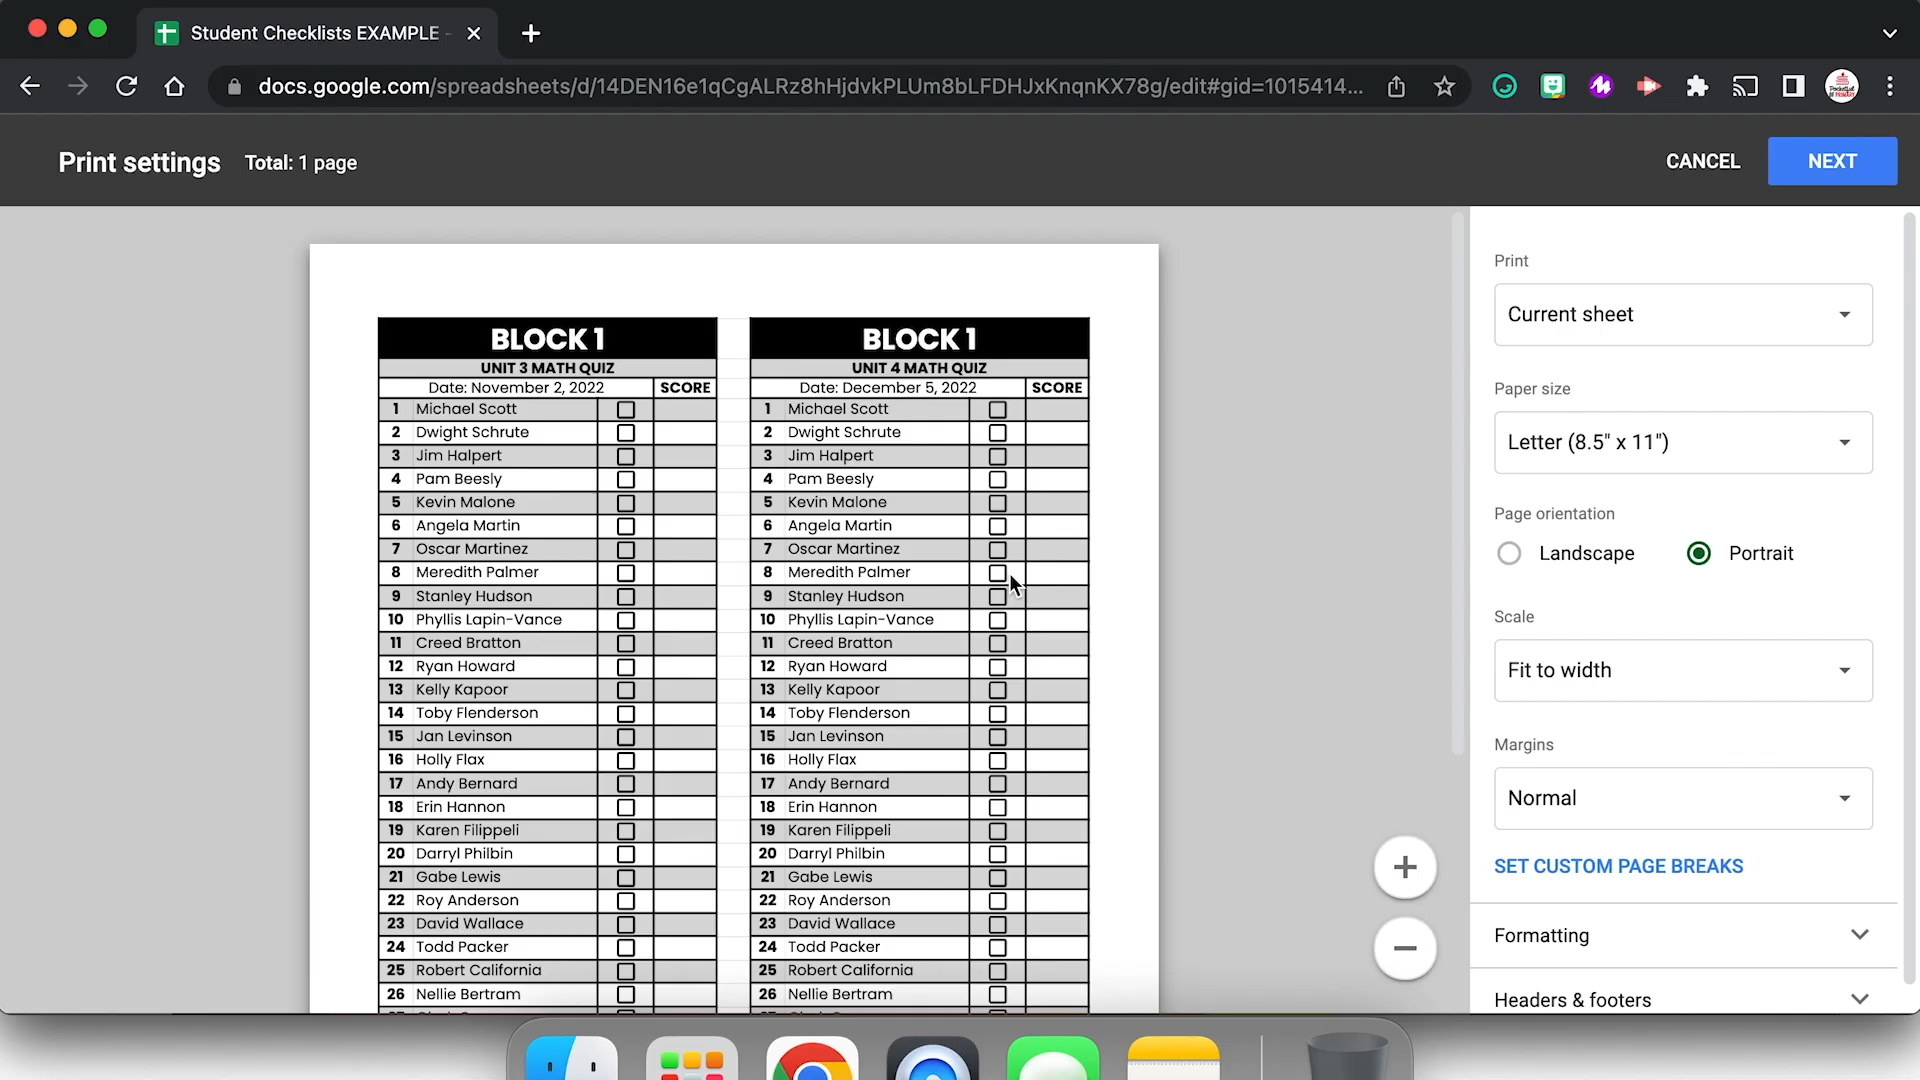 Student Checklists EXAMPLE -
docs.google.com/spreadsheets/d/14DEN16e1qCgALRz8hHjdvkPLUm8bLFDHJxKnqnKX78g/edit#gid=1015414...
Print settings Total: 1 page
CANCEL NEXT
BLOCK 1
UNIT 3 MATH QUIZ
Date: November 2, 2022 SCORE
1 Michael Scott
2 Dwight Schrute
3 Jim Halpert
4 Pam Beesly
5 Kevin Malone
6 Angela Martin
7 Oscar Martinez
8 Meredith Palmer
9 Stanley Hudson
10 Phyllis Lapin-Vance
11 Creed Bratton
12 Ryan Howard
13 Kelly Kapoor
14 Toby Flenderson
15 Jan Levinson
16 Holly Flax
17 Andy Bernard
18 Erin Hannon
19 Karen Filippeli
20 Darryl Philbin
21 Gabe Lewis
22 Roy Anderson
23 David Wallace
24 Todd Packer
25 Robert California
26 Nellie Bertram
BLOCK 1
UNIT 4 MATH QUIZ
Date: December 5, 2022 SCORE
1 Michael Scott
2 Dwight Schrute
3 Jim Halpert
4 Pam Beesly
5 Kevin Malone
6 Angela Martin
7 Oscar Martinez
8 Meredith Palmer
9 Stanley Hudson
10 Phyllis Lapin-Vance
11 Creed Bratton
12 Ryan Howard
13 Kelly Kapoor
14 Toby Flenderson
15 Jan Levinson
16 Holly Flax
17 Andy Bernard
18 Erin Hannon
19 Karen Filippeli
20 Darryl Philbin
21 Gabe Lewis
22 Roy Anderson
23 David Wallace
24 Todd Packer
25 Robert California
26 Nellie Bertram
Print
Current sheet
Paper size
Letter (8.5" x 11")
Page orientation
Landscape Portrait
Scale
Fit to width
Margins
Normal
SET CUSTOM PAGE BREAKS
Formatting
Headers & footers